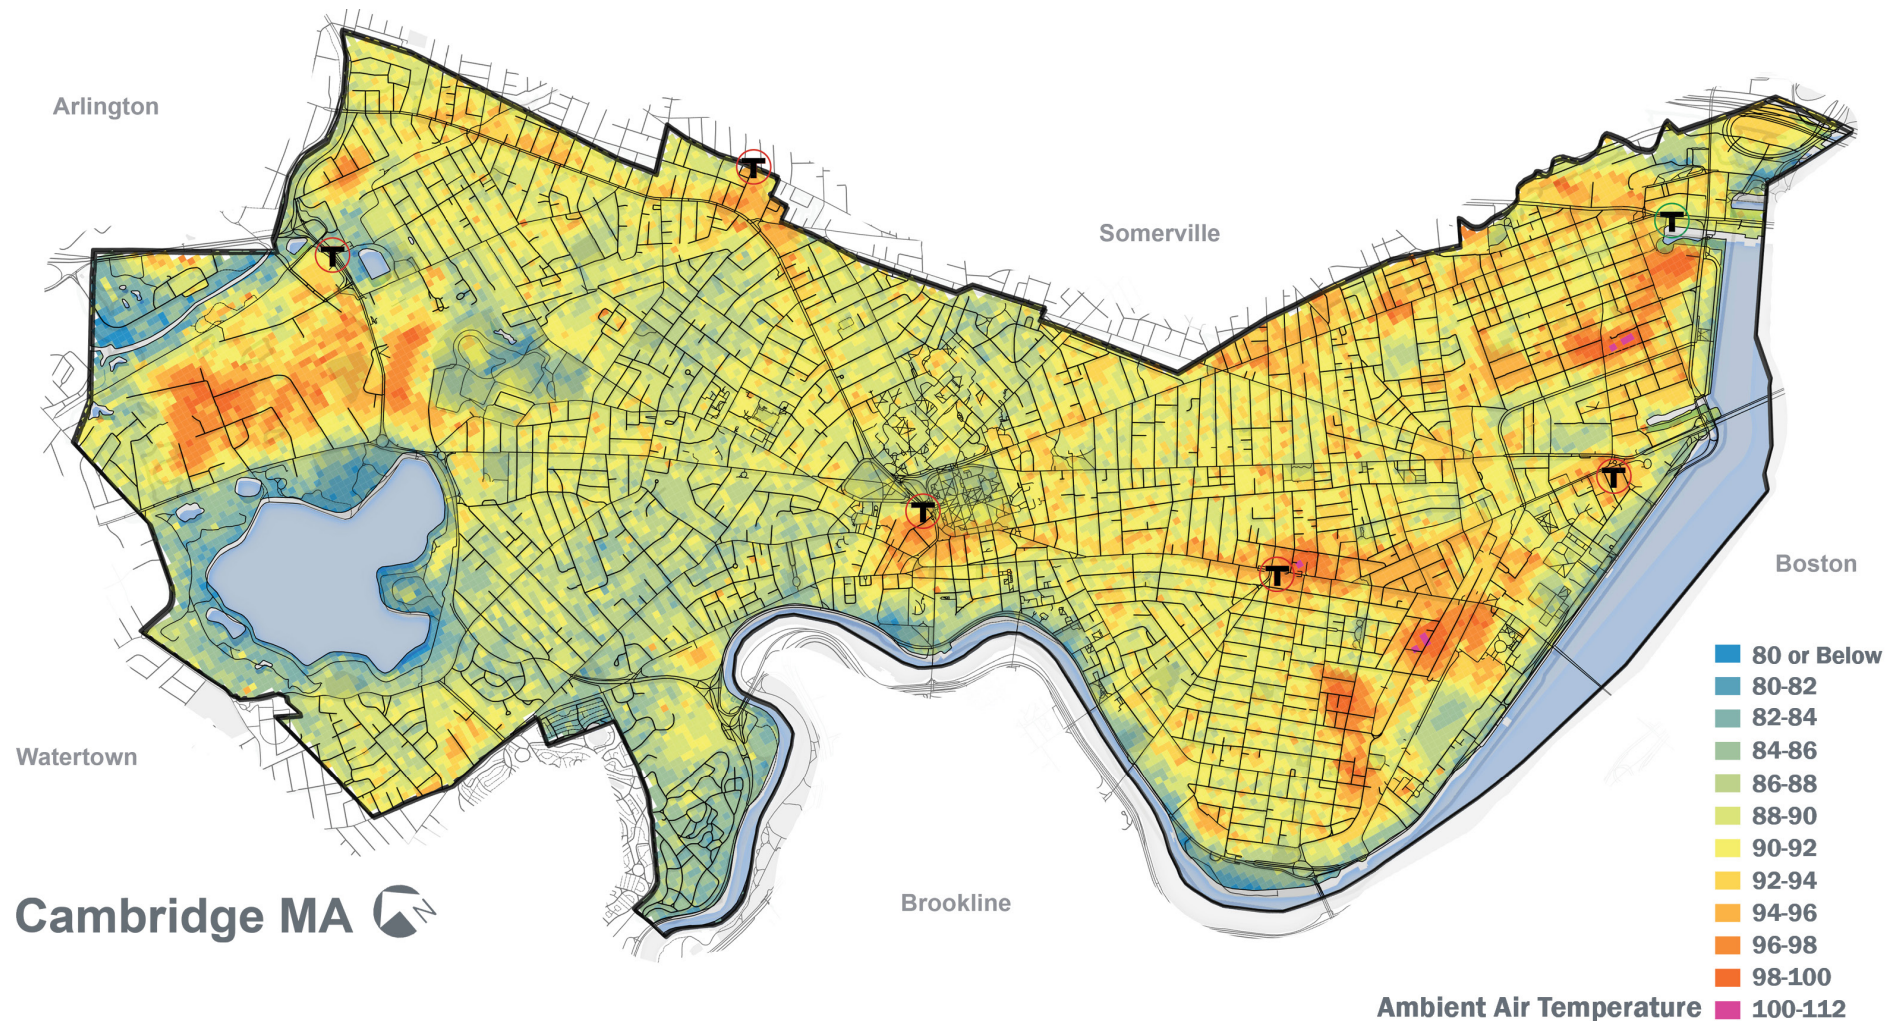 Arlington
Somerville
Boston
Watertown
Brookline
Cambridge MA
N
T
T
T
T
T
T
80 or Below
80-82
82-84
84-86
86-88
88-90
90-92
92-94
94-96
96-98
98-100
Ambient Air Temperature 100-112